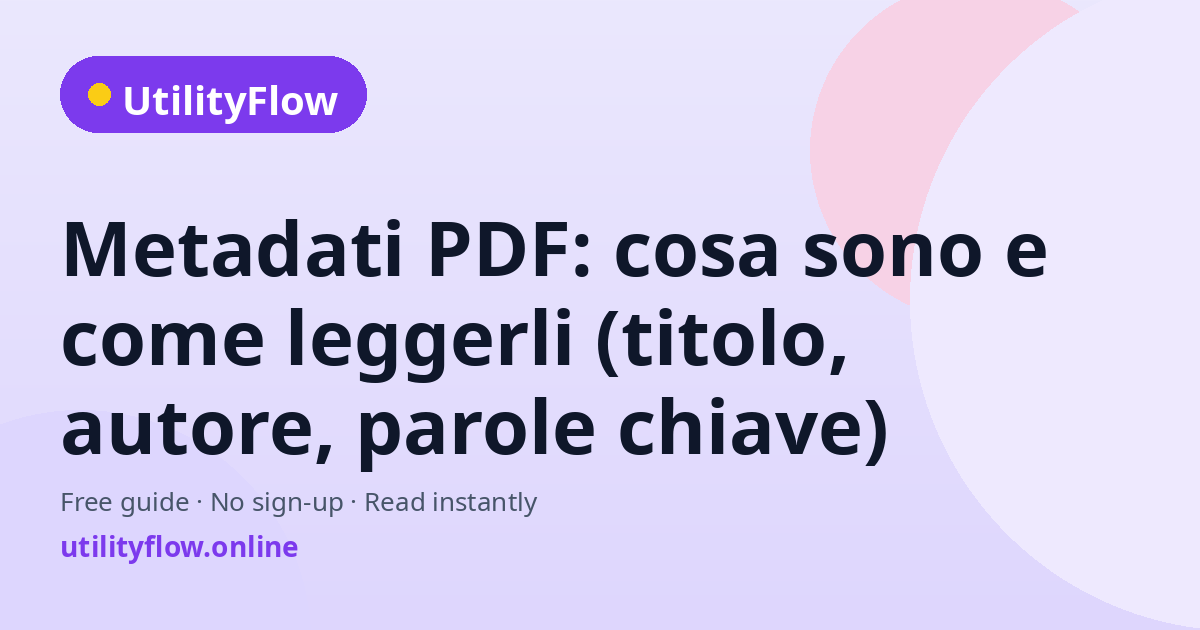 UtilityFlow
Metadati PDF: cosa sono e
come leggerli (titolo,
autore, parole chiave)
Free guide · No sign-up · Read instantly
utilityflow.online